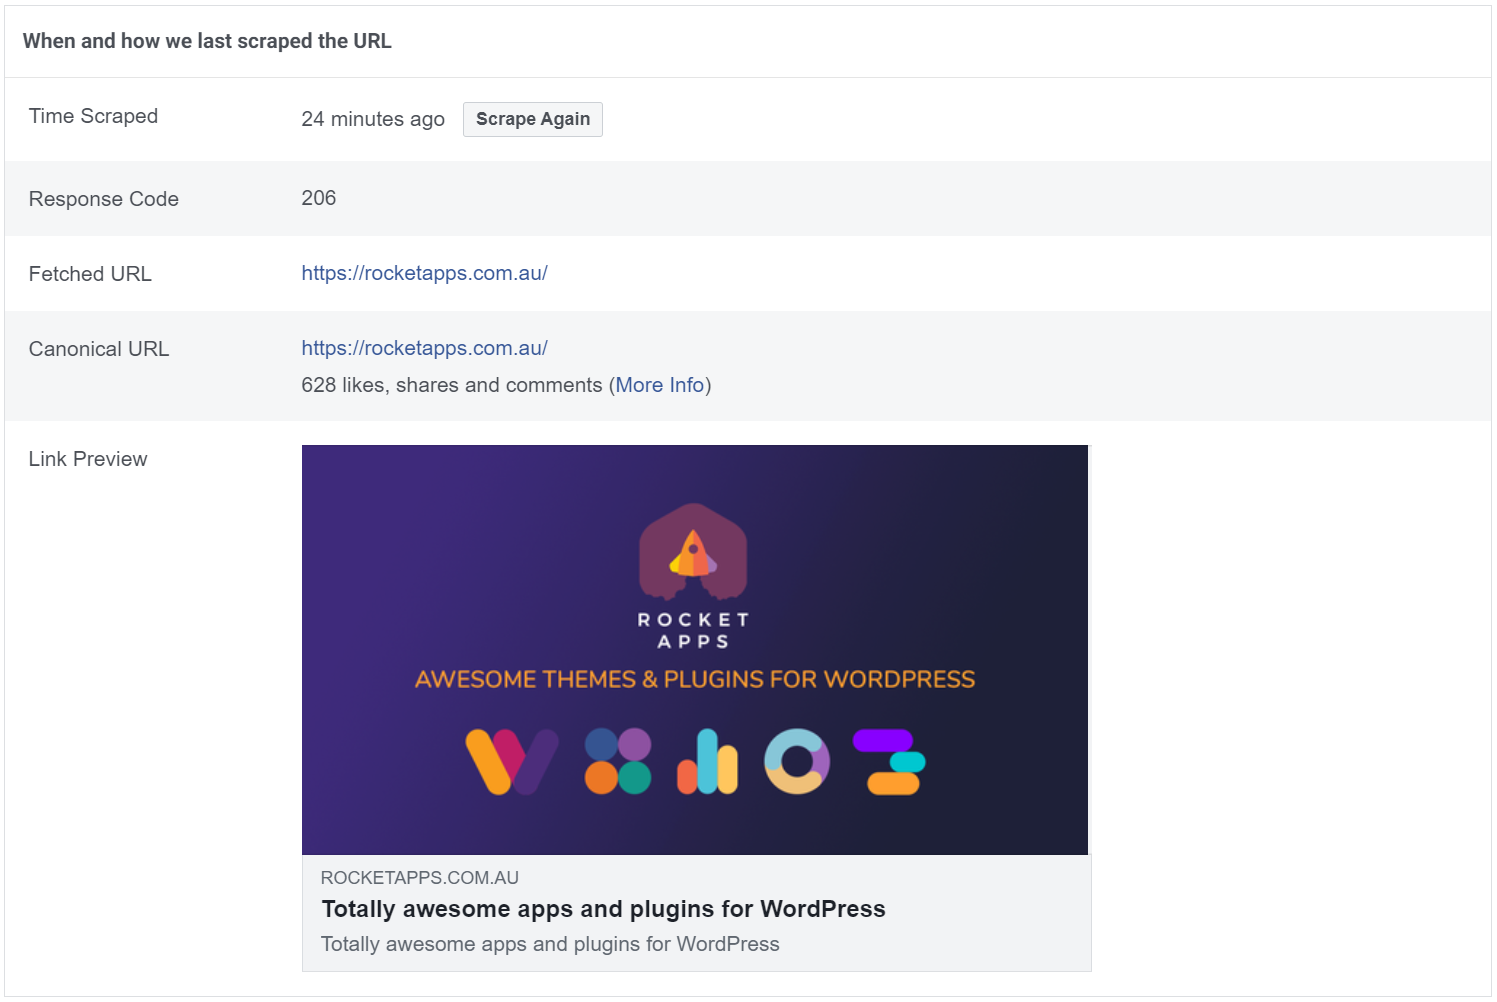 When and how we last scraped the URL
Time Scraped
24 minutes ago Scrape Again
Response Code
206
Fetched URL
https://rocketapps.com.au/
Canonical URL
https://rocketapps.com.au/
628 likes, shares and comments (More Info)
Link Preview
ROCKET
APPS
AWESOME THEMES & PLUGINS FOR WORDPRESS
ROCKETAPPS.COM.AU
Totally awesome apps and plugins for WordPress
Totally awesome apps and plugins for WordPress